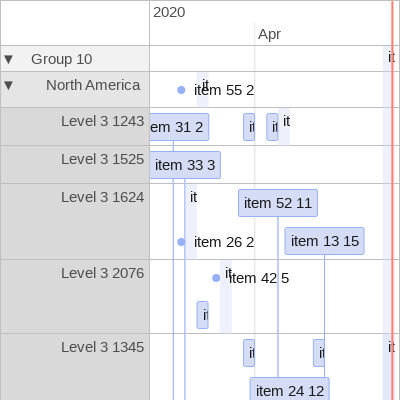 2020
Apr
▼ Group 10
it
▼ North America
item 55 2
it
Level 3 1243
em 31 2
it
it
it
Level 3 1525
item 33 3
Level 3 1624
it
item 52 11
item 26 2
item 13 15
Level 3 2076
it
item 42 5
it
Level 3 1345
it
it
it
item 24 12